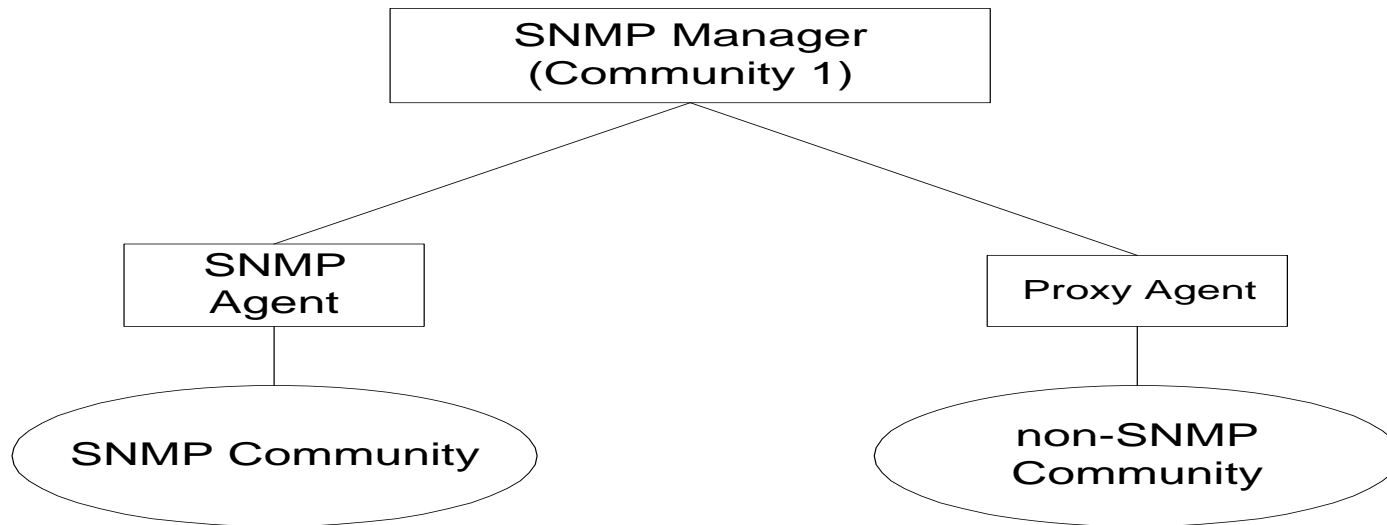 SNMP Manager
(Community 1)
SNMP
Agent
Proxy Agent
SNMP Community
non-SNMP
Community